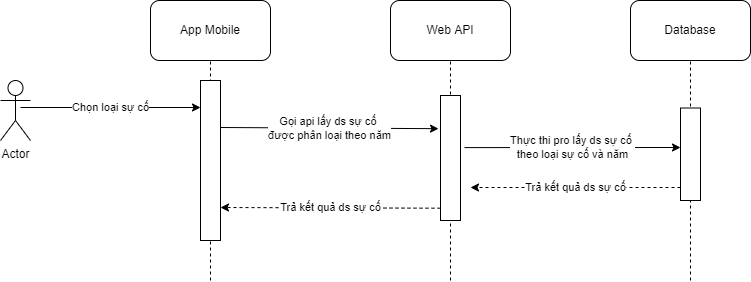 App Mobile
Web API
Database
Actor
Chọn loại sự cố
Gọi api lấy ds sự cố
được phân loại theo năm
Thực thi pro lấy ds sự cố
theo loại sự cố và năm
Trả kết quả ds sự cố
Trả kết quả ds sự cố